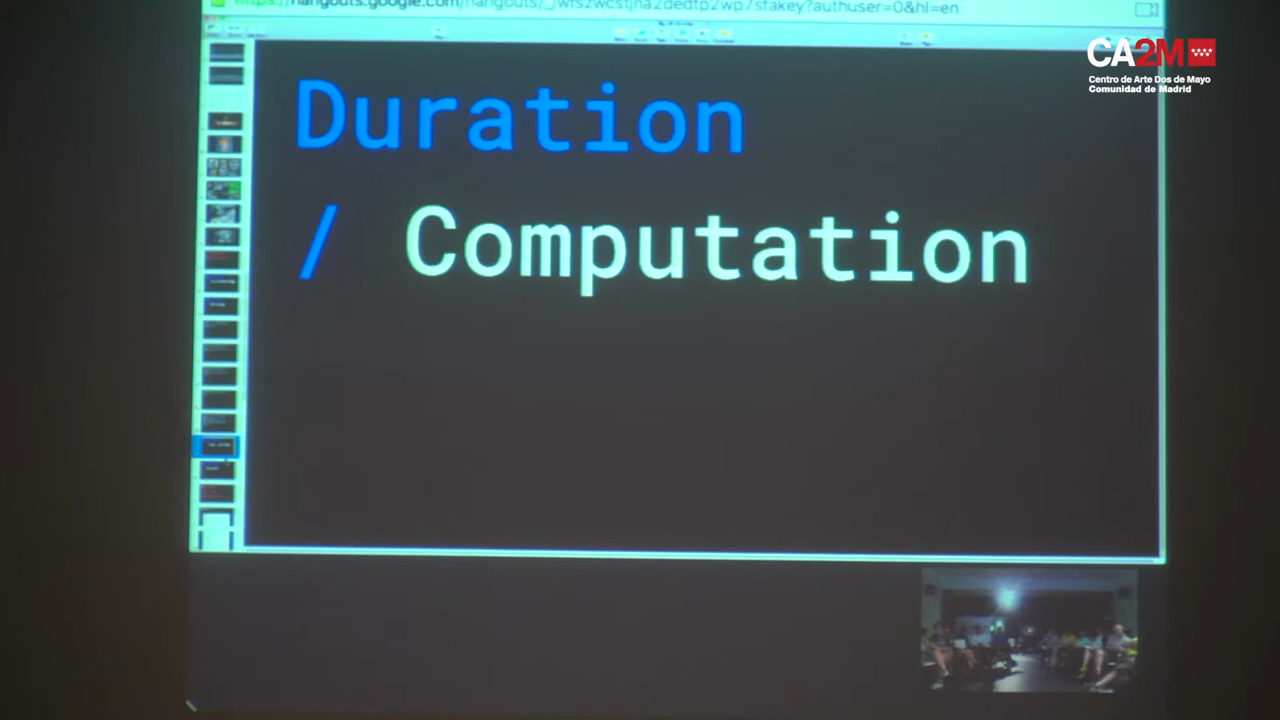 Duration
/ Computation
CA2M
Centro de Arte Dos de Mayo
Comunidad de Madrid